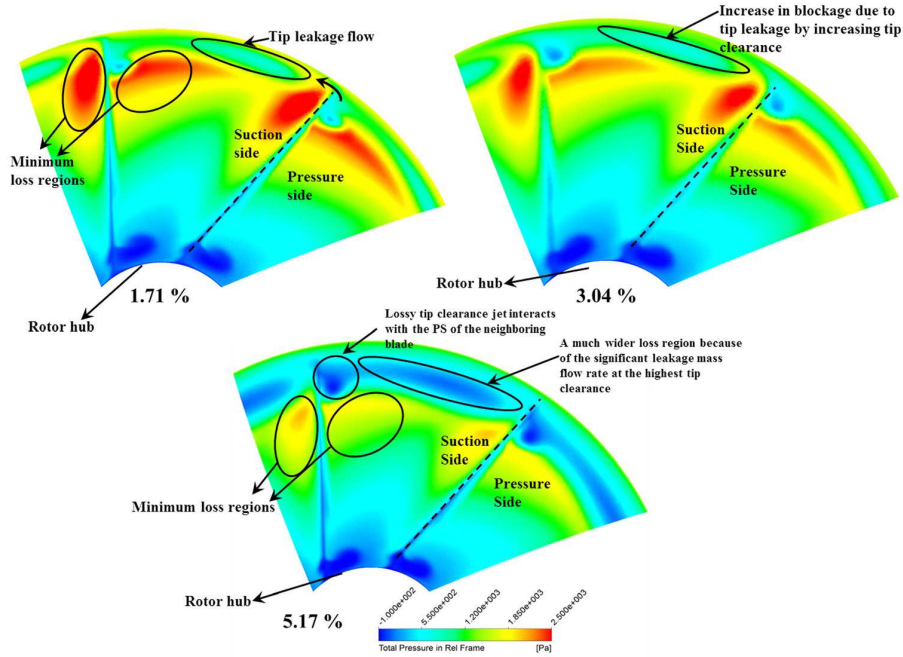 Tip leakage flow
Suction
side
Pressure
side
Minimum
loss regions
Rotor hub
1.71 %
Increase in blockage due to
tip leakage by increasing tip
clearance
Suction
Side
Pressure
Side
Rotor hub
3.04 %
Lossy tip clearance jet interacts
with the PS of the neighboring
blade
A much wider loss region because
of the significant leakage mass
flow rate at the highest tip
clearance
Suction
Side
Pressure
Side
Minimum loss regions
Rotor hub
5.17 %
-1.000e+002
5.500e+002
1.200e+003
1.850e+003
2.500e+003
Total Pressure in Rel Frame
[Pa]